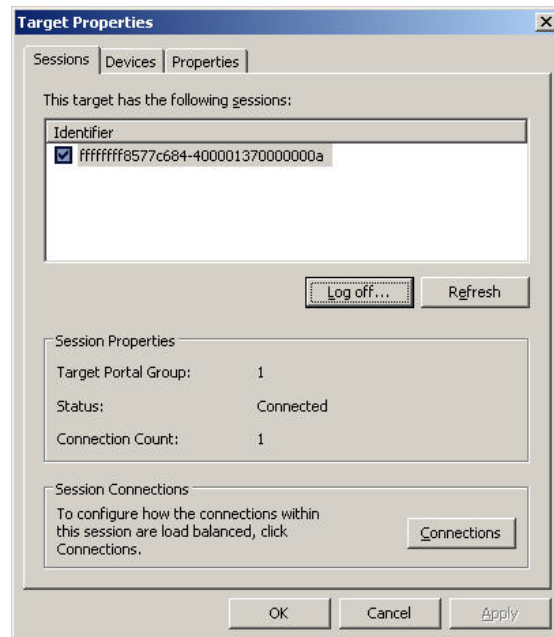 Target Properties
Sessions Devices Properties
This target has the following sessions:
Identifier
ffffffff8577c684-400001370000000a
Log off... Refresh
Session Properties
Target Portal Group: 1
Status: Connected
Connection Count: 1
Session Connections
To configure how the connections within
this session are load balanced, click
Connections.
Connections
OK Cancel Apply